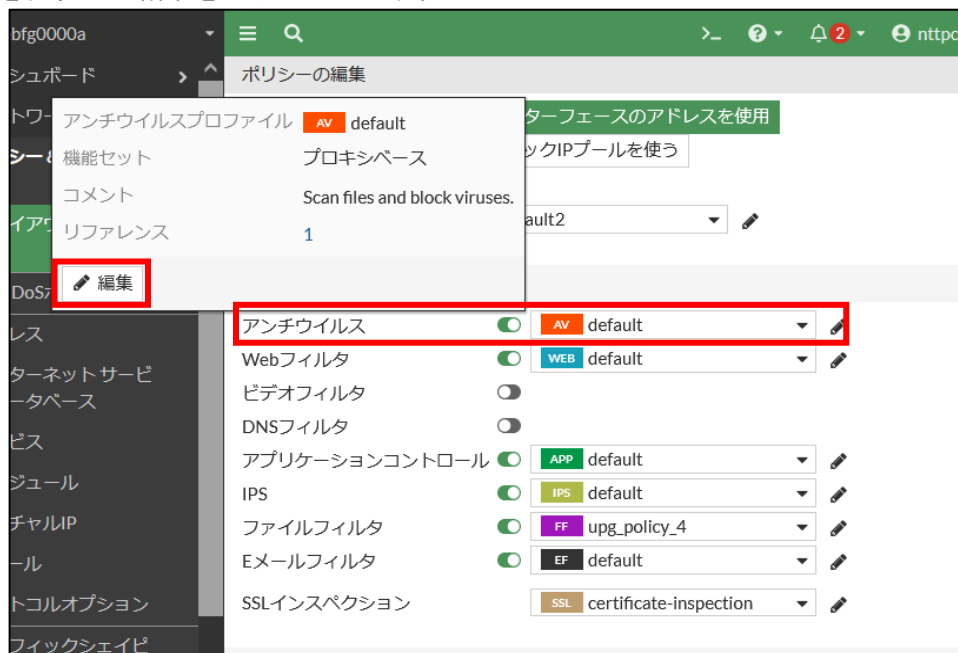 bfg0000a
2
nttpc
シュボード
ポリシーの編集
トワー
アンチウイルスプロファイル AV default
ターフェースのアドレスを使用
シー
機能セット プロキシベース
ックIPプールを使う
コメント Scan files and block viruses.
イアウ
リファレンス 1
ault2
編集
DoS
レス
アンチウイルス AV default
Webフィルタ WEB default
ターネット サービ
ータベース
ビデオフィルタ
DNSフィルタ
ビス
アプリケーションコントロール APP default
ジュール
IPS IPS default
チャルIP
ファイルフィルタ FF upg_policy_4
ール
Eメールフィルタ EF default
トコルオプション
SSLインスペクション SSL certificate-inspection
フィックシェイピ